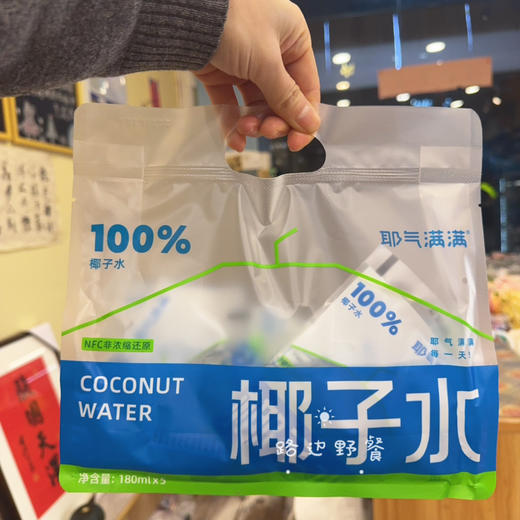 100%
椰子水
耶气满满
100%
椰子水
耶气满满
每一天!
NFC非浓缩还原
COCONUT
WATER
椰子水
路边野餐
净含量:180ml×5